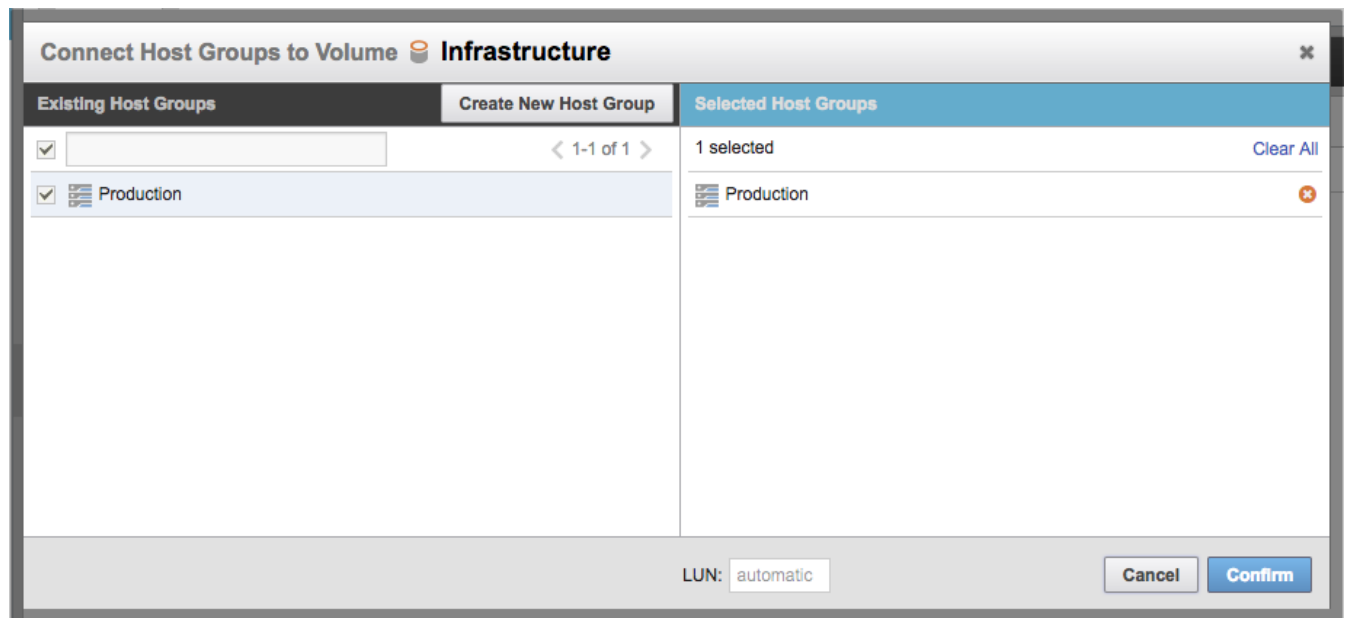 Connect Host Groups to Volume Infrastructure
Existing Host Groups
Create New Host Group
Selected Host Groups
1-1 of 1
1 selected
Clear All
Production
Production
LUN: automatic
Cancel
Confirm